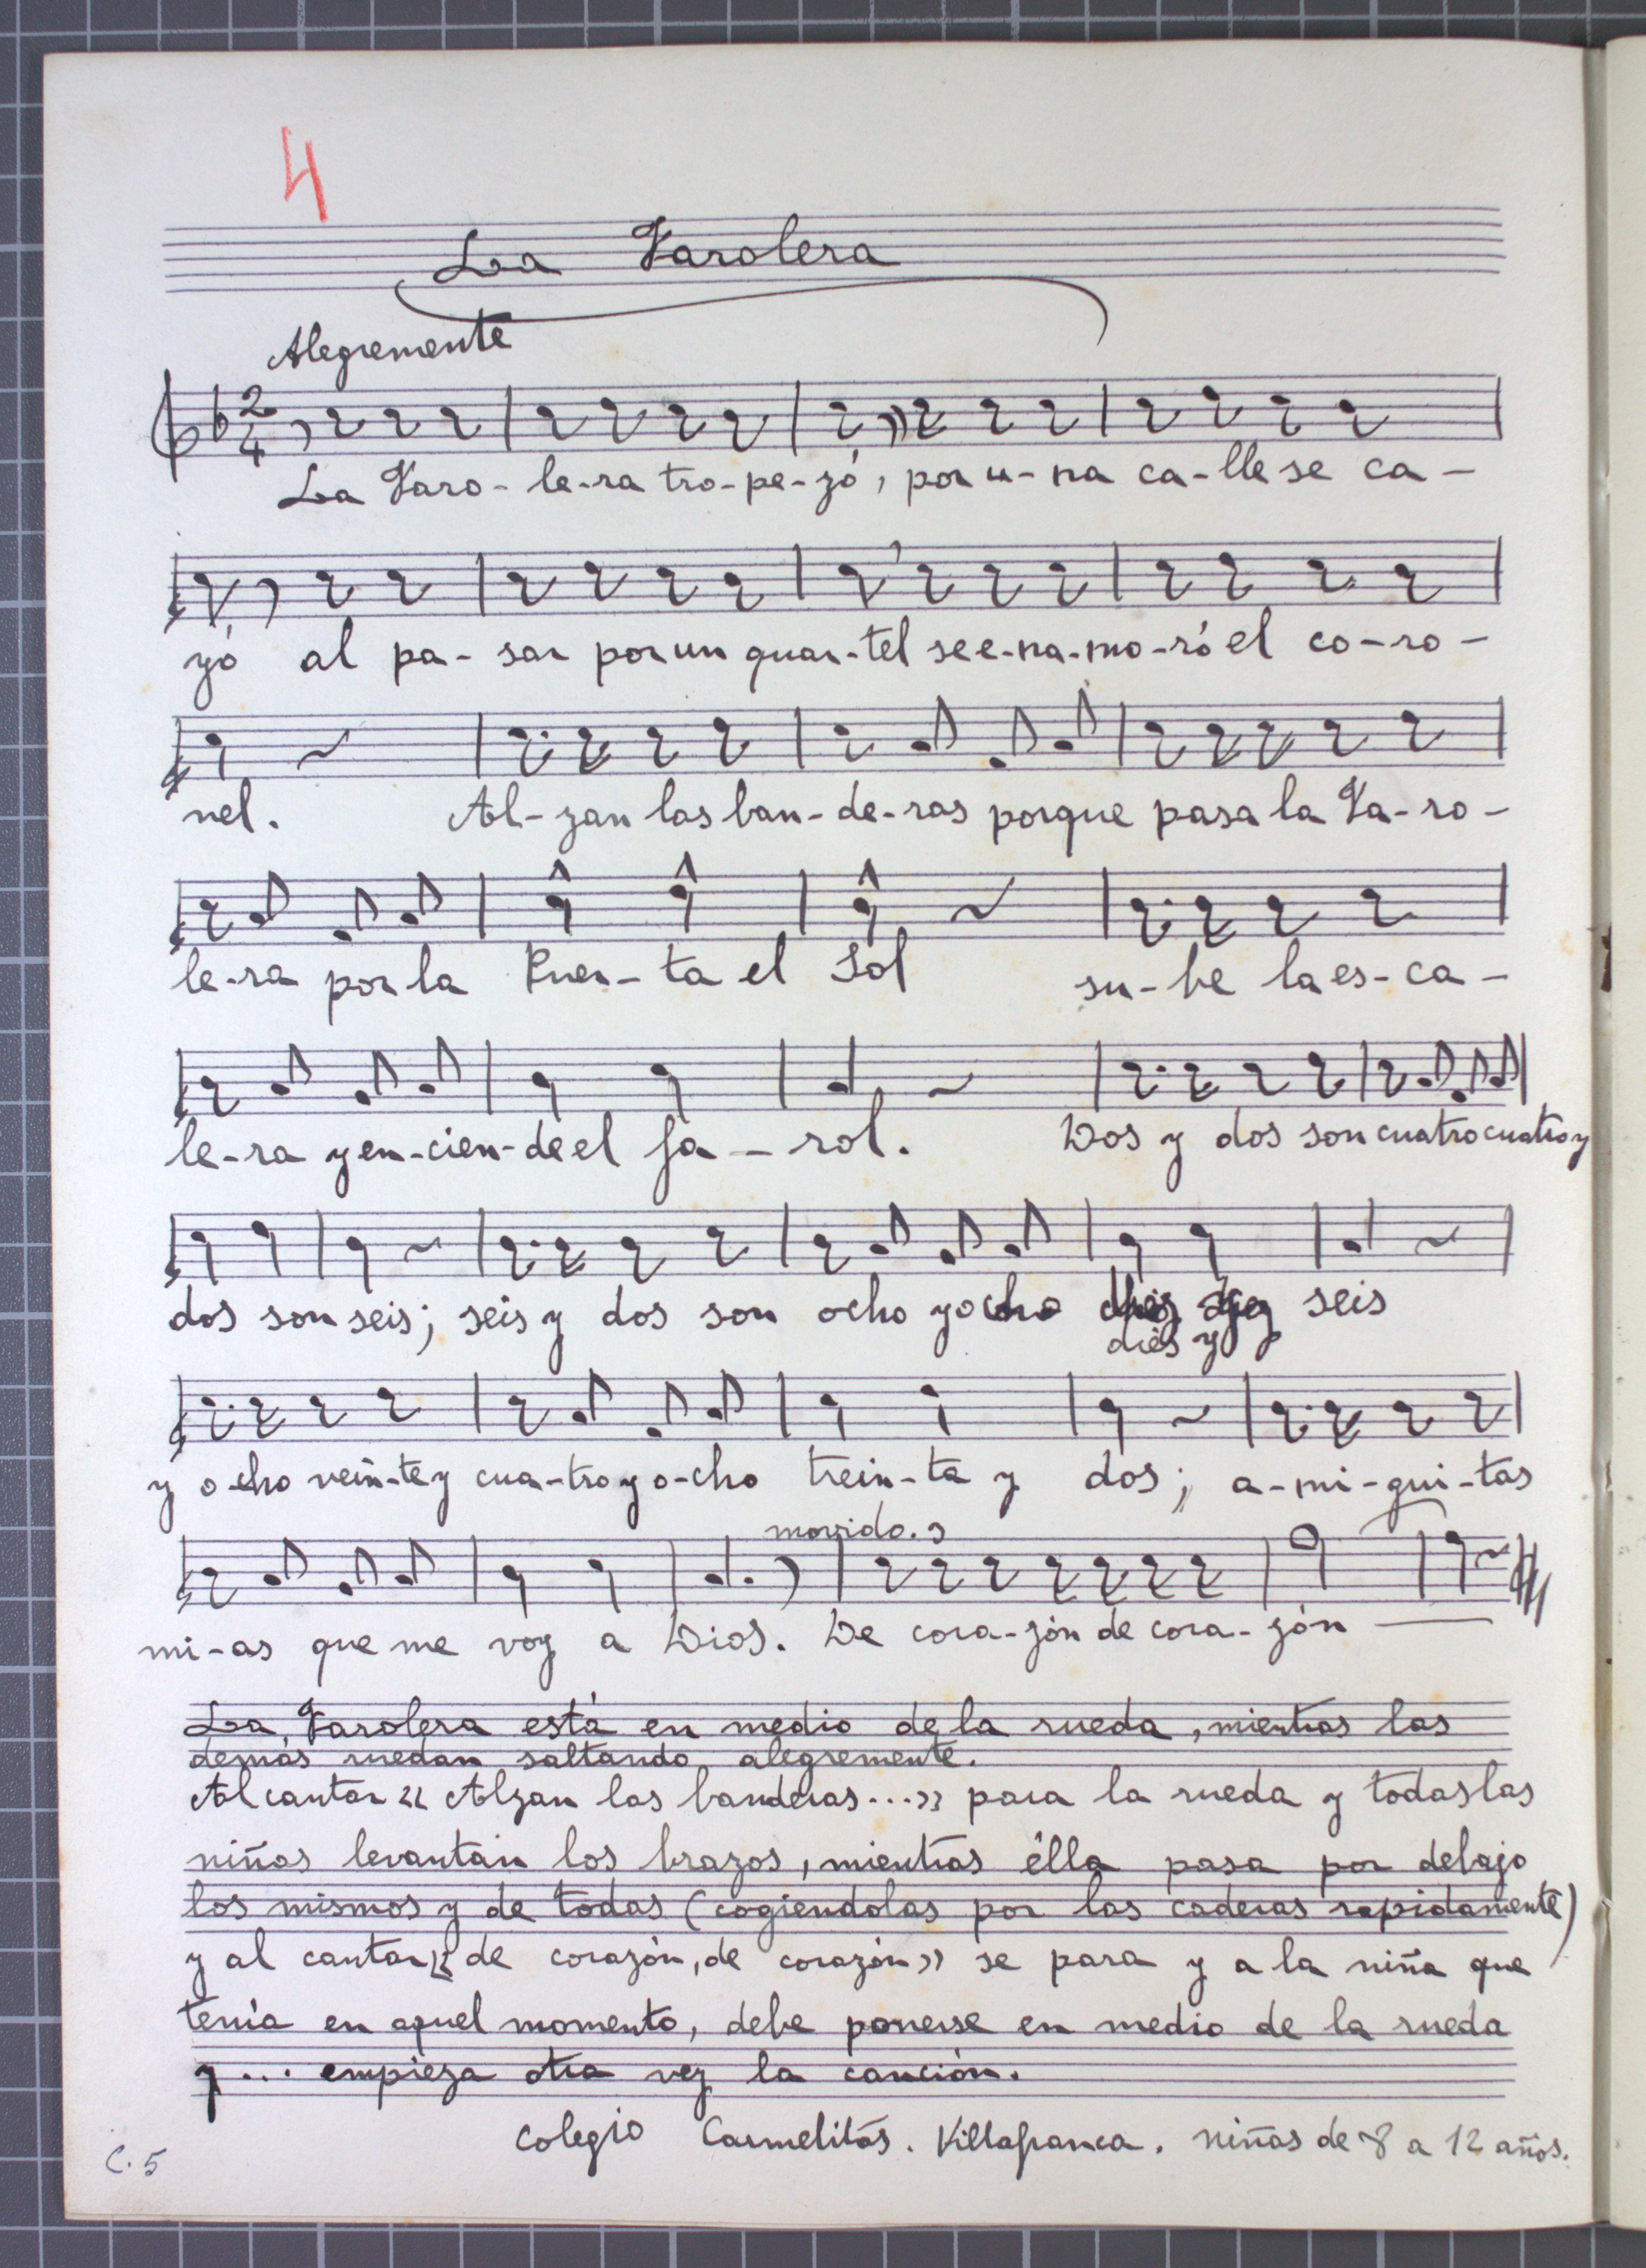 4
La Farolera
Alegremente
2
4
La Faro-le-ra tro-pe-zó, por u-na ca-lle se ca-
yó al pa-sar por un quar-tel se e-na-mo-ró el co-ro-
nel. Al-zan las ban-de-ras porque pasa la Fa-ro-
le-ra por la Puer-ta el Sol su-be la es-ca-
le-ra y en-cien-de el fa-rol. Dos y dos son cuatro cuatro y
dos son seis; seis y dos son ocho y ocho seis
dies y
y o-cho vein-te y cua-tro y o-cho trein-ta y dos; a-mi-gui-tas
movido.
mi-as que me voy a Dios. De cora-zón de cora-zón
La Farolera está en medio de la rueda, mientras las
demás ruedan saltando alegremente.
Al cantar "Alzan las banderas..." para la rueda y todas las
niñas levantan los brazos, mientras élla pasa por debajo
los mismos y de todas (cogiendolas por las caderas rapidamente)
y al cantar "de corazón, de corazón" se para y a la niña que
tenía en aquel momento, debe ponerse en medio de la rueda
y... empieza otra vez la canción.
Colegio Carmelitas. Villafranca. niñas de 8 a 12 años.
C. 5